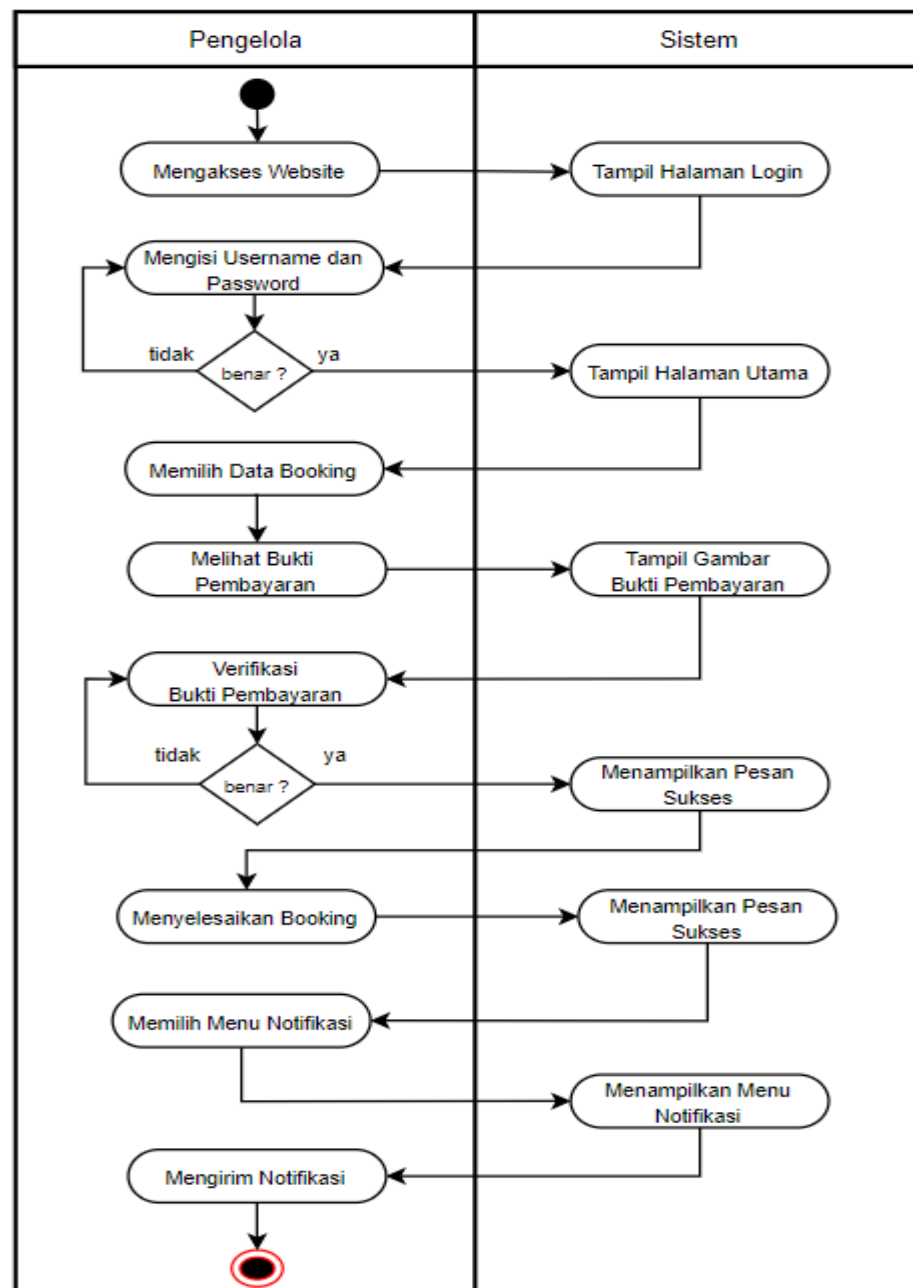 Pengelola
Sistem
Mengakses Website
Tampil Halaman Login
Mengisi Username dan
Password
tidak
benar ?
ya
Tampil Halaman Utama
Memilih Data Booking
Melihat Bukti
Pembayaran
Tampil Gambar
Bukti Pembayaran
Verifikasi
Bukti Pembayaran
tidak
benar ?
ya
Menampilkan Pesan
Sukses
Menyelesaikan Booking
Menampilkan Pesan
Sukses
Memilih Menu Notifikasi
Menampilkan Menu
Notifikasi
Mengirim Notifikasi